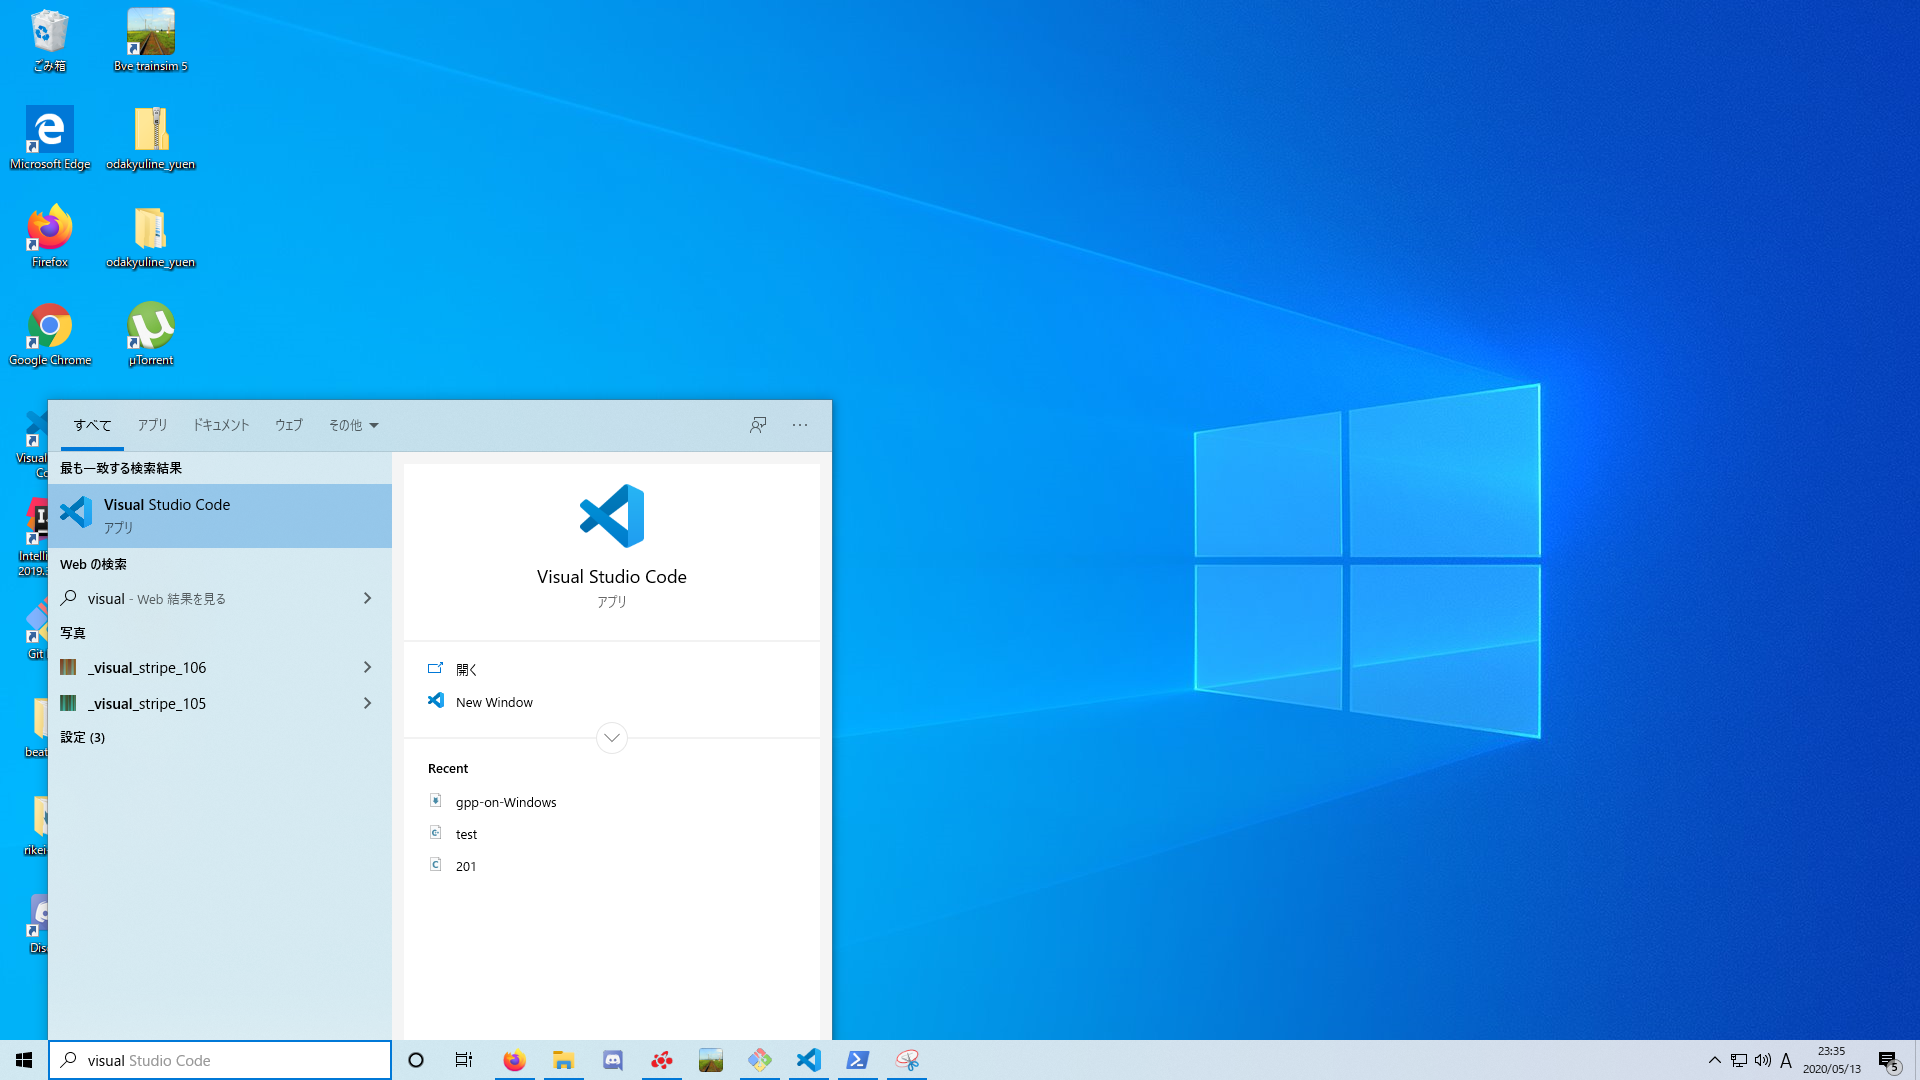 ごみ箱
Bve trainsim 5
Microsoft Edge
odakyuline_yuen
Firefox
odakyuline_yuen
Google Chrome
µTorrent
Visual
Co
Intelli
2019.
Git
beat
rikei
Dis
すべて
アプリ
ドキュメント
ウェブ
その他
最も一致する検索結果
Visual Studio Code
アプリ
Web の検索
visual - Web 結果を見る
写真
_visual_stripe_106
_visual_stripe_105
設定 (3)
Visual Studio Code
アプリ
開く
New Window
Recent
gpp-on-Windows
test
201
visual Studio Code
A
23:35
2020/05/13
5